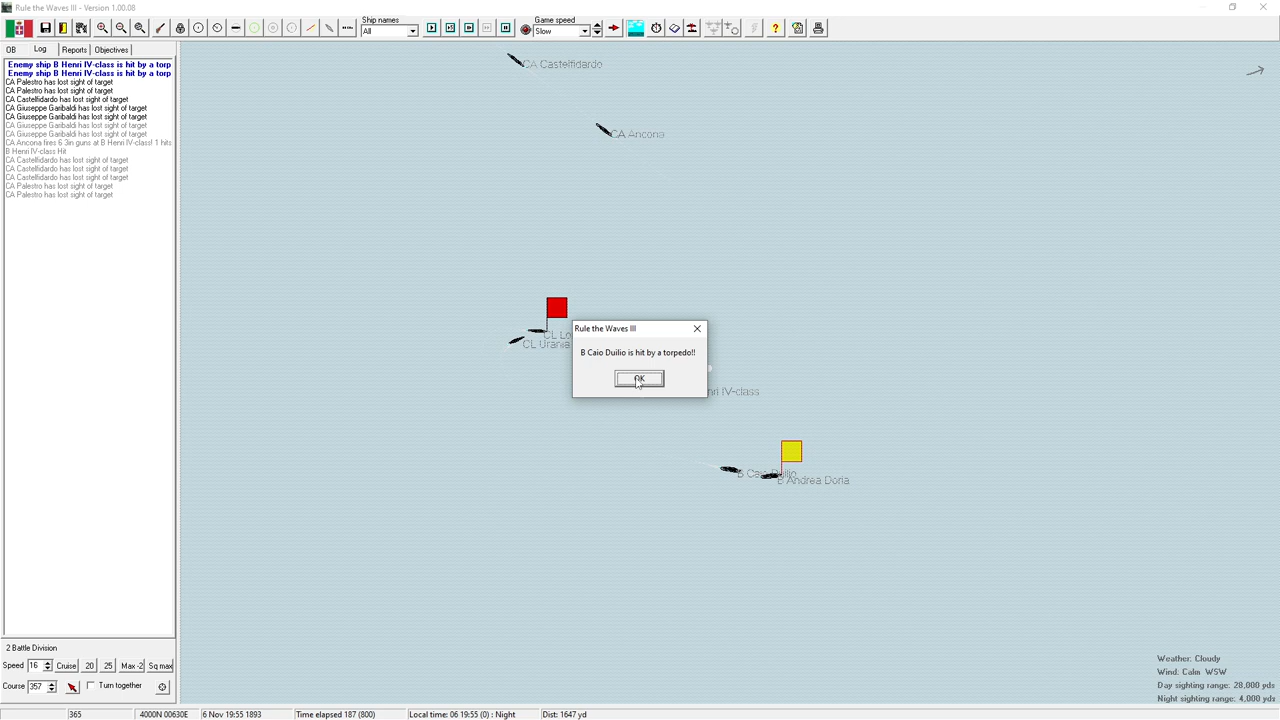 Rule the Waves III - Version 1.00.08
Ship names
All
Game speed
Slow
OB
Log
Reports
Objectives
Enemy ship B Henri IV-class is hit by a torp
Enemy ship B Henri IV-class is hit by a torp
CA Palestro has lost sight of target
CA Palestro has lost sight of target
CA Castelfidardo has lost sight of target
CA Giuseppe Garibaldi has lost sight of target
CA Giuseppe Garibaldi has lost sight of target
CA Giuseppe Garibaldi has lost sight of target
CA Giuseppe Garibaldi has lost sight of target
CA Ancona fires 6 3in guns at B Henri IV-class! 1 hits
B Henri IV-class Hit
CA Castelfidardo has lost sight of target
CA Castelfidardo has lost sight of target
CA Castelfidardo has lost sight of target
CA Palestro has lost sight of target
CA Palestro has lost sight of target
CA Castelfidardo
CA Ancona
CL Lo
CL Urania
Rule the Waves III
B Caio Duilio is hit by a torpedo!!
OK
nri IV-class
B Caio Duilio
B Andrea Doria
2 Battle Division
Speed 16 Cruise 20 25 Max -2 Sq max
Course 357 Turn together
Weather: Cloudy
Wind: Calm WSW
Day sighting range: 28,000 yds
Night sighting range: 4,000 yds
365
4000N 00630E
6 Nov 19:55 1893
Time elapsed 187 (800)
Local time: 06 19:55 (0) : Night
Dist: 1647 yd